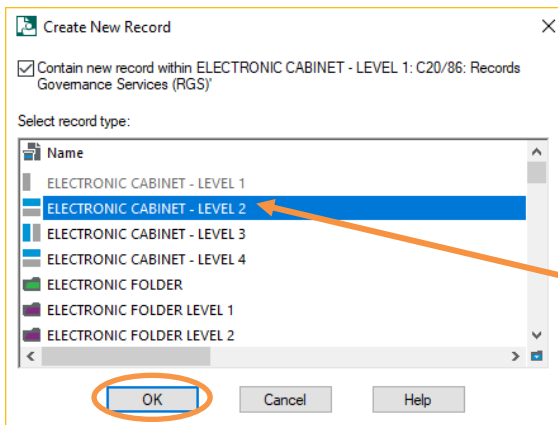 Create New Record
Contain new record within ELECTRONIC CABINET - LEVEL 1: C20/86: Records
Governance Services (RGS)'
Select record type:
Name
ELECTRONIC CABINET - LEVEL 1
ELECTRONIC CABINET - LEVEL 2
ELECTRONIC CABINET - LEVEL 3
ELECTRONIC CABINET - LEVEL 4
ELECTRONIC FOLDER
ELECTRONIC FOLDER LEVEL 1
ELECTRONIC FOLDER LEVEL 2
OK Cancel Help